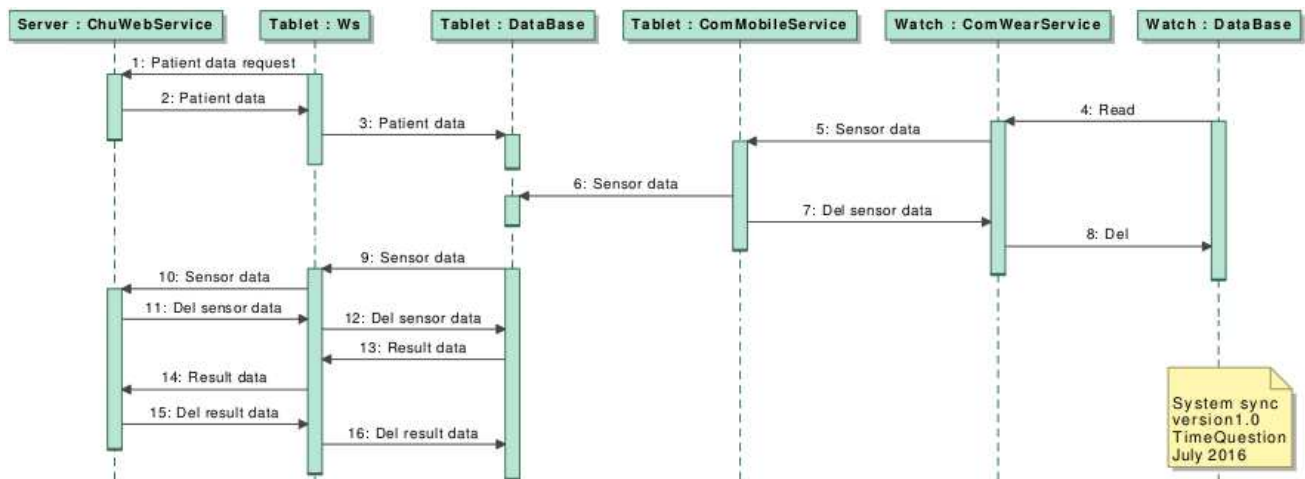 Server : ChuWebService
Tablet : Ws
Tablet : DataBase
Tablet : ComMobileService
Watch : ComWearService
Watch : DataBase
1: Patient data request
2: Patient data
3: Patient data
4: Read
5: Sensor data
6: Sensor data
7: Del sensor data
8: Del
9: Sensor data
10: Sensor data
11: Del sensor data
12: Del sensor data
13: Result data
14: Result data
15: Del result data
16: Del result data
System sync
version1.0
TimeQuestion
July 2016